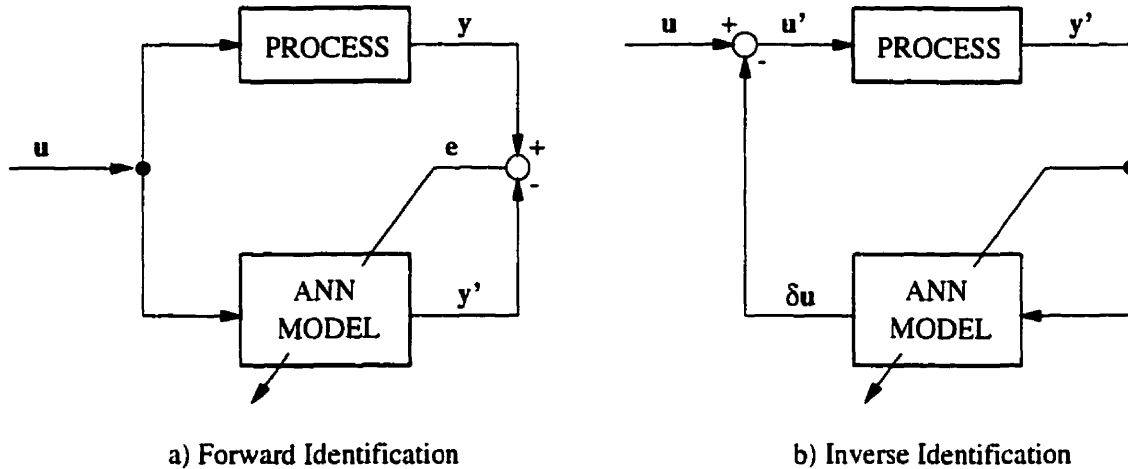 PROCESS
y
u
e
+
-
ANN
MODEL
y'
a) Forward Identification
u
+
-
u'
PROCESS
y'
δu
ANN
MODEL
b) Inverse Identification